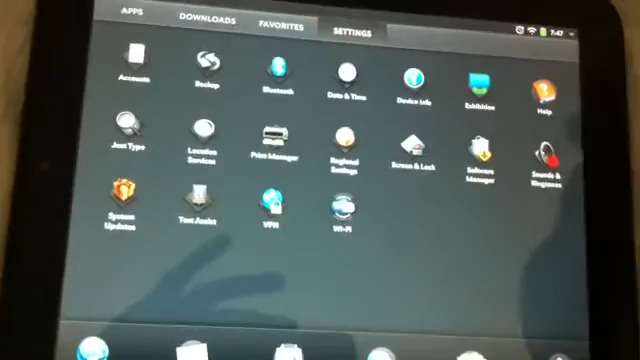 APPS DOWNLOADS FAVORITES SETTINGS 7:47
Accounts Backup Bluetooth Date & Time Device Info Exhibition Help
Just Type Location Services Print Manager Regional Settings Screen & Lock Software Manager Sounds & Ringtones
System Updates Text Assist VPN Wi-Fi